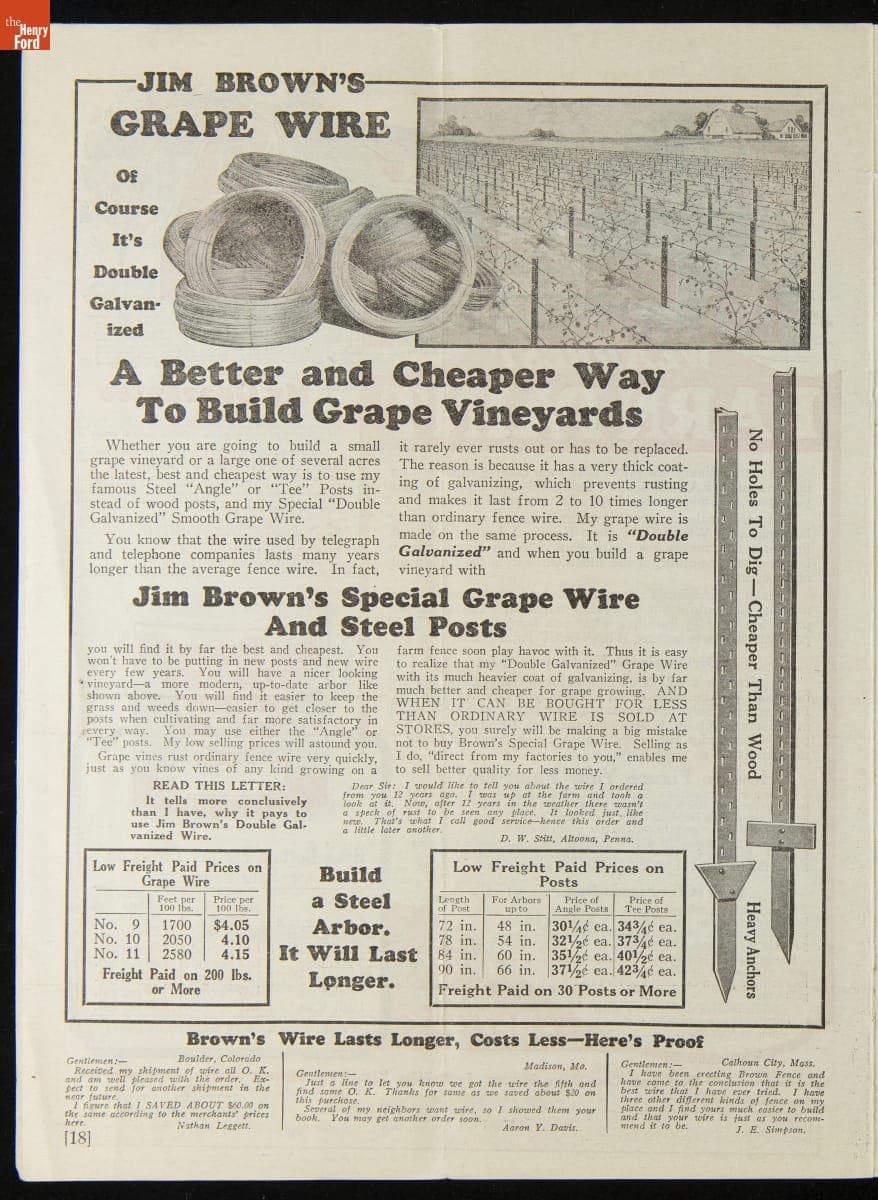 the
Henry
Ford
JIM BROWN'S
GRAPE WIRE
Of
Course
It's
Double
Galvan-
ized
A Better and Cheaper Way
To Build Grape Vineyards
Whether you are going to build a small
grape vineyard or a large one of several acres
the latest, best and cheapest way is to use my
famous Steel "Angle" or "Tee" Posts in-
stead of wood posts, and my Special "Double
Galvanized" Smooth Grape Wire.
You know that the wire used by telegraph
and telephone companies lasts many years
longer than the average fence wire. In fact,
it rarely ever rusts out or has to be replaced.
The reason is because it has a very thick coat-
ing of galvanizing, which prevents rusting
and makes it last from 2 to 10 times longer
than ordinary fence wire. My grape wire is
made on the same process. It is "Double
Galvanized" and when you build a grape
vineyard with
Jim Brown's Special Grape Wire
And Steel Posts
you will find it by far the best and cheapest. You
won't have to be putting in new posts and new wire
every few years. You will have a nicer looking
vineyard—a more modern, up-to-date arbor like
shown above. You will find it easier to keep the
grass and weeds down—easier to get closer to the
posts when cultivating and far more satisfactory in
every way. You may use either the "Angle" or
"Tee" posts. My low selling prices will astound you.
Grape vines rust ordinary fence wire very quickly,
just as you know vines of any kind growing on a
farm fence soon play havoc with it. Thus it is easy
to realize that my "Double Galvanized" Grape Wire
with its much heavier coat of galvanizing, is by far
much better and cheaper for grape growing. AND
WHEN IT CAN BE BOUGHT FOR LESS
THAN ORDINARY WIRE IS SOLD AT
STORES, you surely will be making a big mistake
not to buy Brown's Special Grape Wire. Selling as
I do, "direct from my factories to you," enables me
to sell better quality for less money.
READ THIS LETTER:
It tells more conclusively
than I have, why it pays to
use Jim Brown's Double Gal-
vanized Wire.
Dear Sir: I would like to tell you about the wire I ordered
from you 12 years ago. I was up at the farm and took a
look at it. Now, after 12 years in the weather there wasn't
a speck of rust to be seen any place. It looked just like
new. That's what I call good service—hence this order and
a little later another.
D. W. Stitt, Altoona, Penna.
No Holes To Dig—Cheaper Than Wood
Heavy Anchors
Low Freight Paid Prices on
Grape Wire
Feet per 100 lbs. Price per 100 lbs.
No. 9 1700 $4.05
No. 10 2050 4.10
No. 11 2580 4.15
Freight Paid on 200 lbs.
or More
Build
a Steel
Arbor.
It Will Last
Longer.
Low Freight Paid Prices on
Posts
Length of Post For Arbors up to Price of Angle Posts Price of Tee Posts
72 in. 48 in. 30¼¢ ea. 34¾¢ ea.
78 in. 54 in. 32½¢ ea. 37¾¢ ea.
84 in. 60 in. 35½¢ ea. 40½¢ ea.
90 in. 66 in. 37½¢ ea. 42¾¢ ea.
Freight Paid on 30 Posts or More
Brown's Wire Lasts Longer, Costs Less—Here's Proof
Gentlemen:— Boulder, Colorado
Received my shipment of wire all O. K.
and am well pleased with the order. Ex-
pect to send for another shipment in the
near future.
I figure that I SAVED ABOUT $60.00 on
the same according to the merchants' prices
here.
Nathan Leggett.
Madison, Mo.
Gentlemen:—
Just a line to let you know we got the wire the fifth and
find same O. K. Thanks for same as we saved about $20 on
this purchase.
Several of my neighbors want wire, so I showed them your
book. You may get another order soon.
Aaron Y. Davis.
Gentlemen:— Calhoun City, Mass.
I have been erecting Brown Fence and
have come to the conclusion that it is the
best wire that I have ever tried. I have
three other different kinds of fence on my
place and I find yours much easier to build
and that your wire is just as you recom-
mend it to be.
J. E. Simpson.
[18]